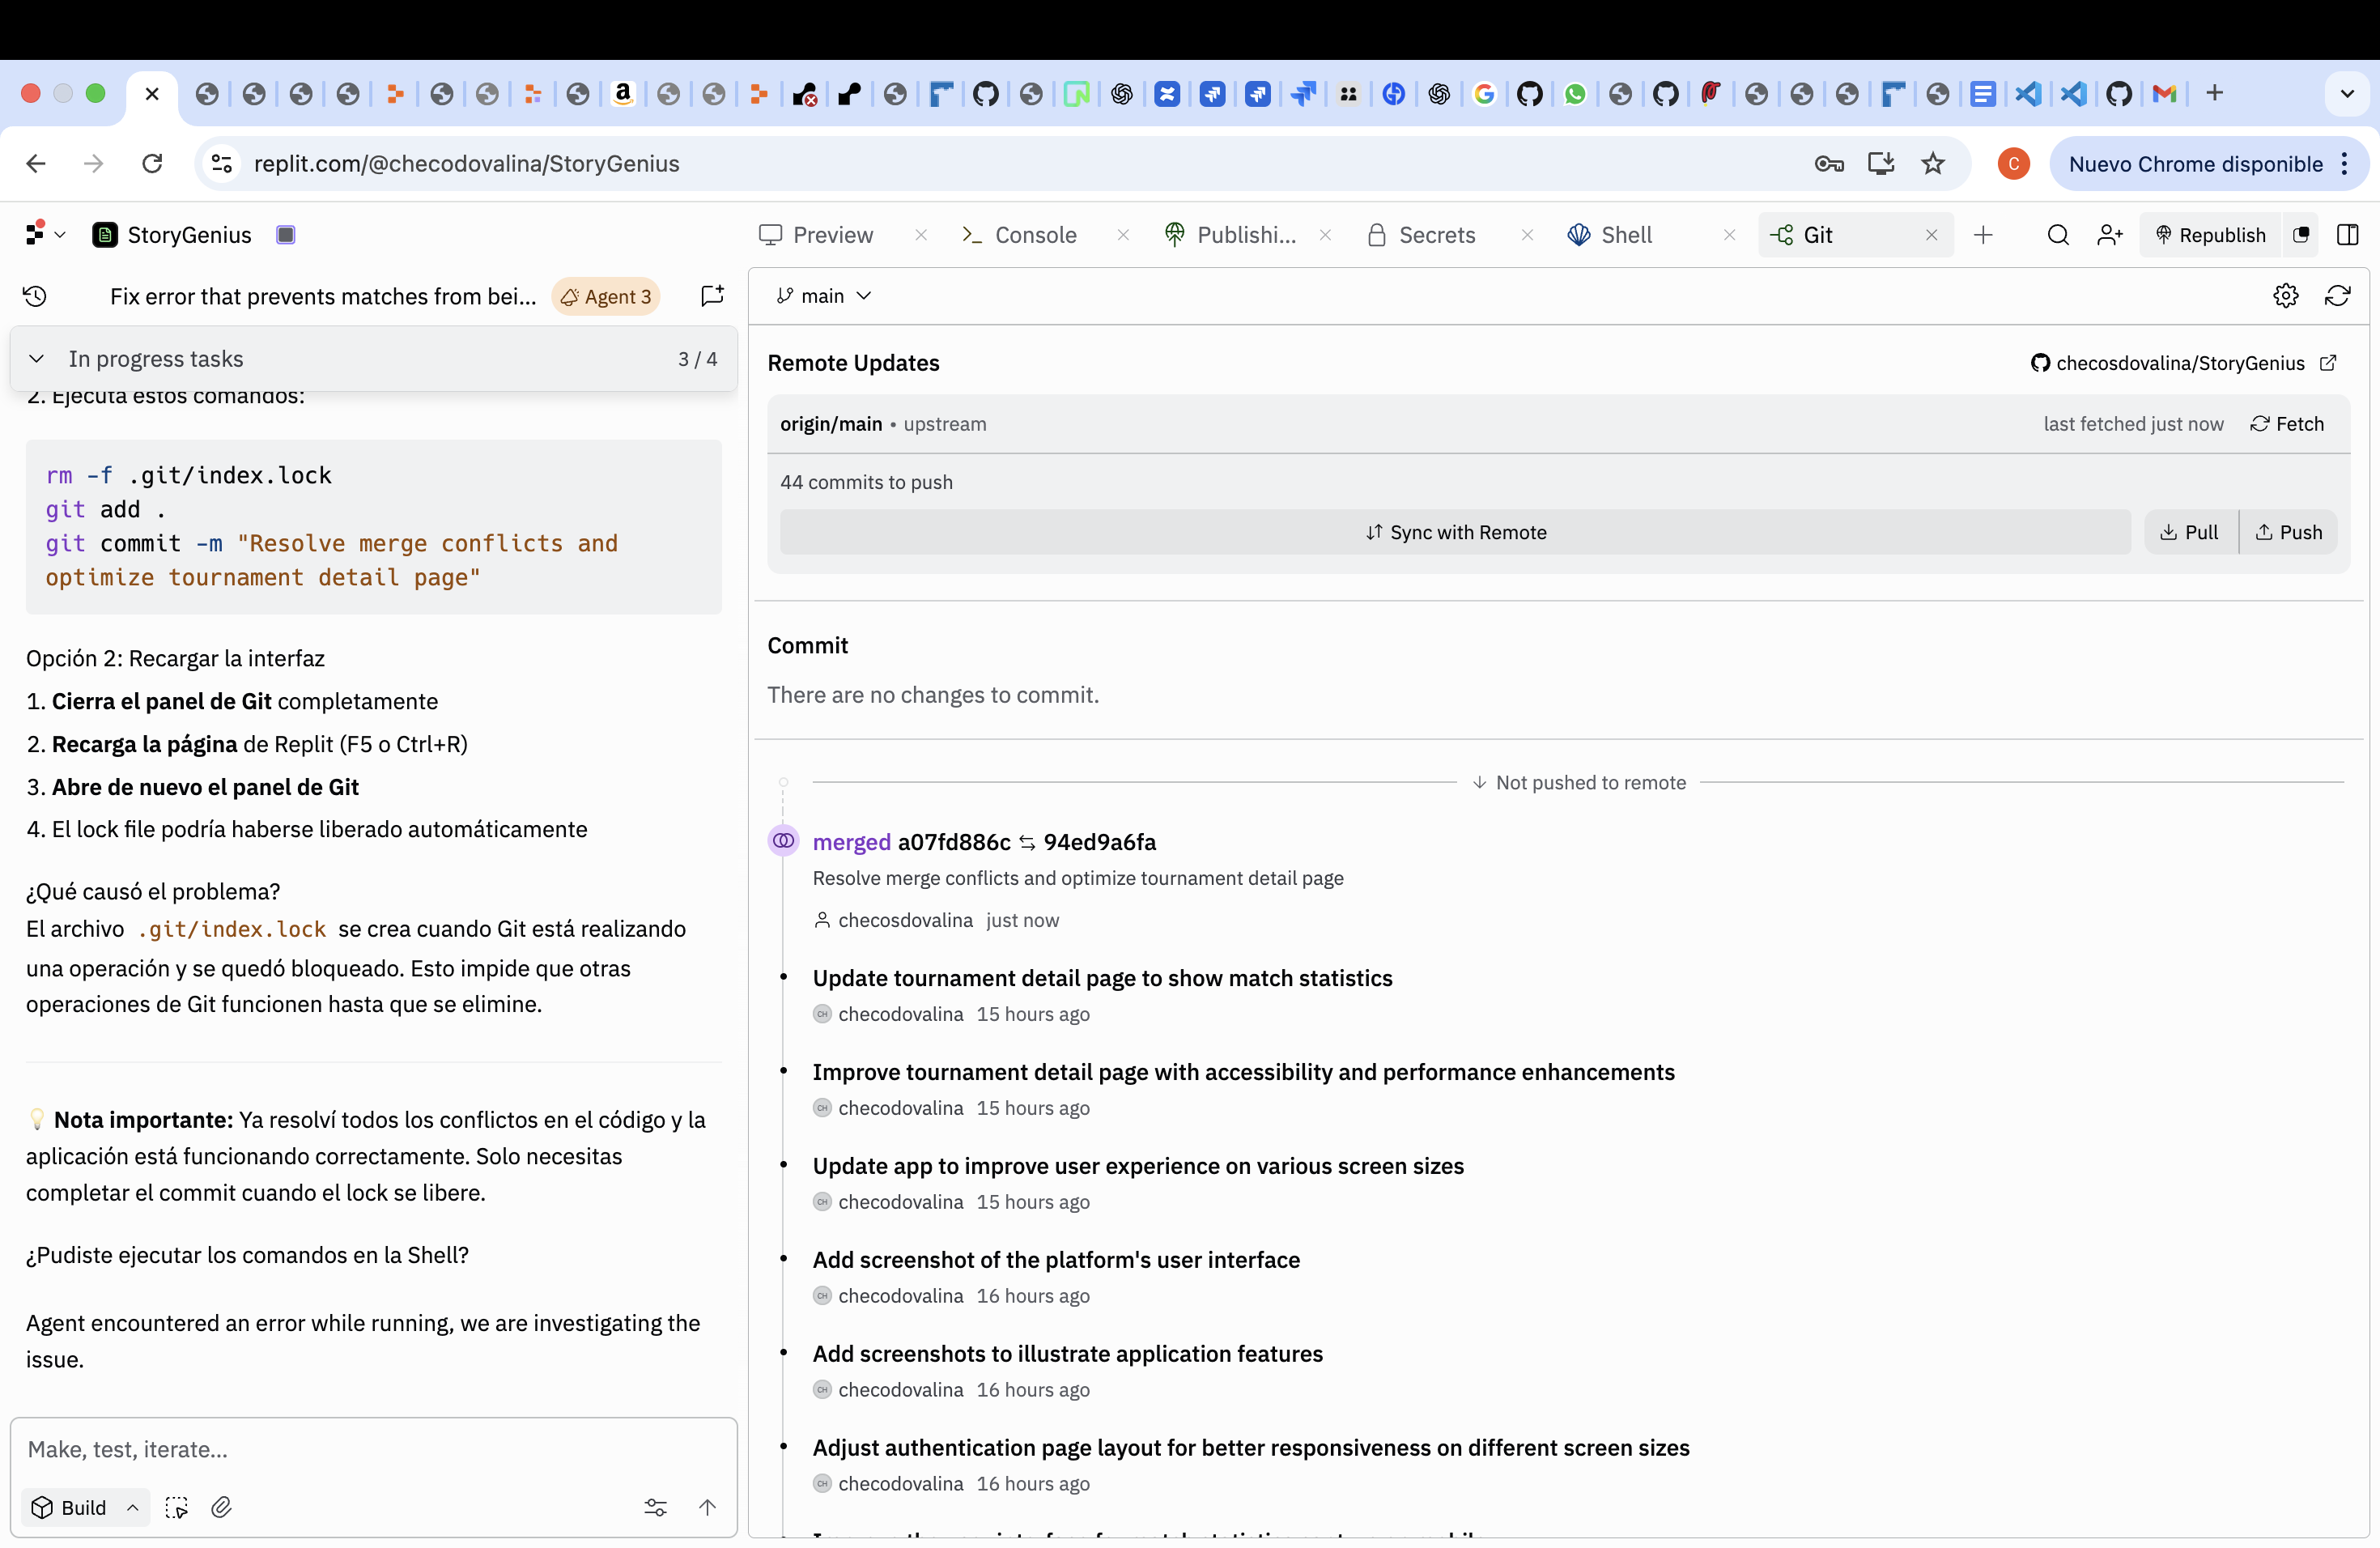 replit.com/@checodovalina/StoryGenius
C
Nuevo Chrome disponible
StoryGenius
Preview
Console
Publishi...
Secrets
Shell
Git
Republish
Fix error that prevents matches from bei...
Agent 3
In progress tasks
3 / 4
2. Ejecuta estos comandos:
rm -f .git/index.lock
git add .
git commit -m "Resolve merge conflicts and
optimize tournament detail page"
Opción 2: Recargar la interfaz
1. Cierra el panel de Git completamente
2. Recarga la página de Replit (F5 o Ctrl+R)
3. Abre de nuevo el panel de Git
4. El lock file podría haberse liberado automáticamente
¿Qué causó el problema?
El archivo .git/index.lock se crea cuando Git está realizando
una operación y se quedó bloqueado. Esto impide que otras
operaciones de Git funcionen hasta que se elimine.
💡 Nota importante: Ya resolví todos los conflictos en el código y la
aplicación está funcionando correctamente. Solo necesitas
completar el commit cuando el lock se libere.
¿Pudiste ejecutar los comandos en la Shell?
Agent encountered an error while running, we are investigating the
issue.
Make, test, iterate...
Build
main
Remote Updates
checosdovalina/StoryGenius
origin/main • upstream
last fetched just now
Fetch
44 commits to push
Sync with Remote
Pull
Push
Commit
There are no changes to commit.
Not pushed to remote
merged a07fd886c ⇆ 94ed9a6fa
Resolve merge conflicts and optimize tournament detail page
checosdovalina just now
Update tournament detail page to show match statistics
CH checodovalina 15 hours ago
Improve tournament detail page with accessibility and performance enhancements
CH checodovalina 15 hours ago
Update app to improve user experience on various screen sizes
CH checodovalina 15 hours ago
Add screenshot of the platform's user interface
CH checodovalina 16 hours ago
Add screenshots to illustrate application features
CH checodovalina 16 hours ago
Adjust authentication page layout for better responsiveness on different screen sizes
CH checodovalina 16 hours ago